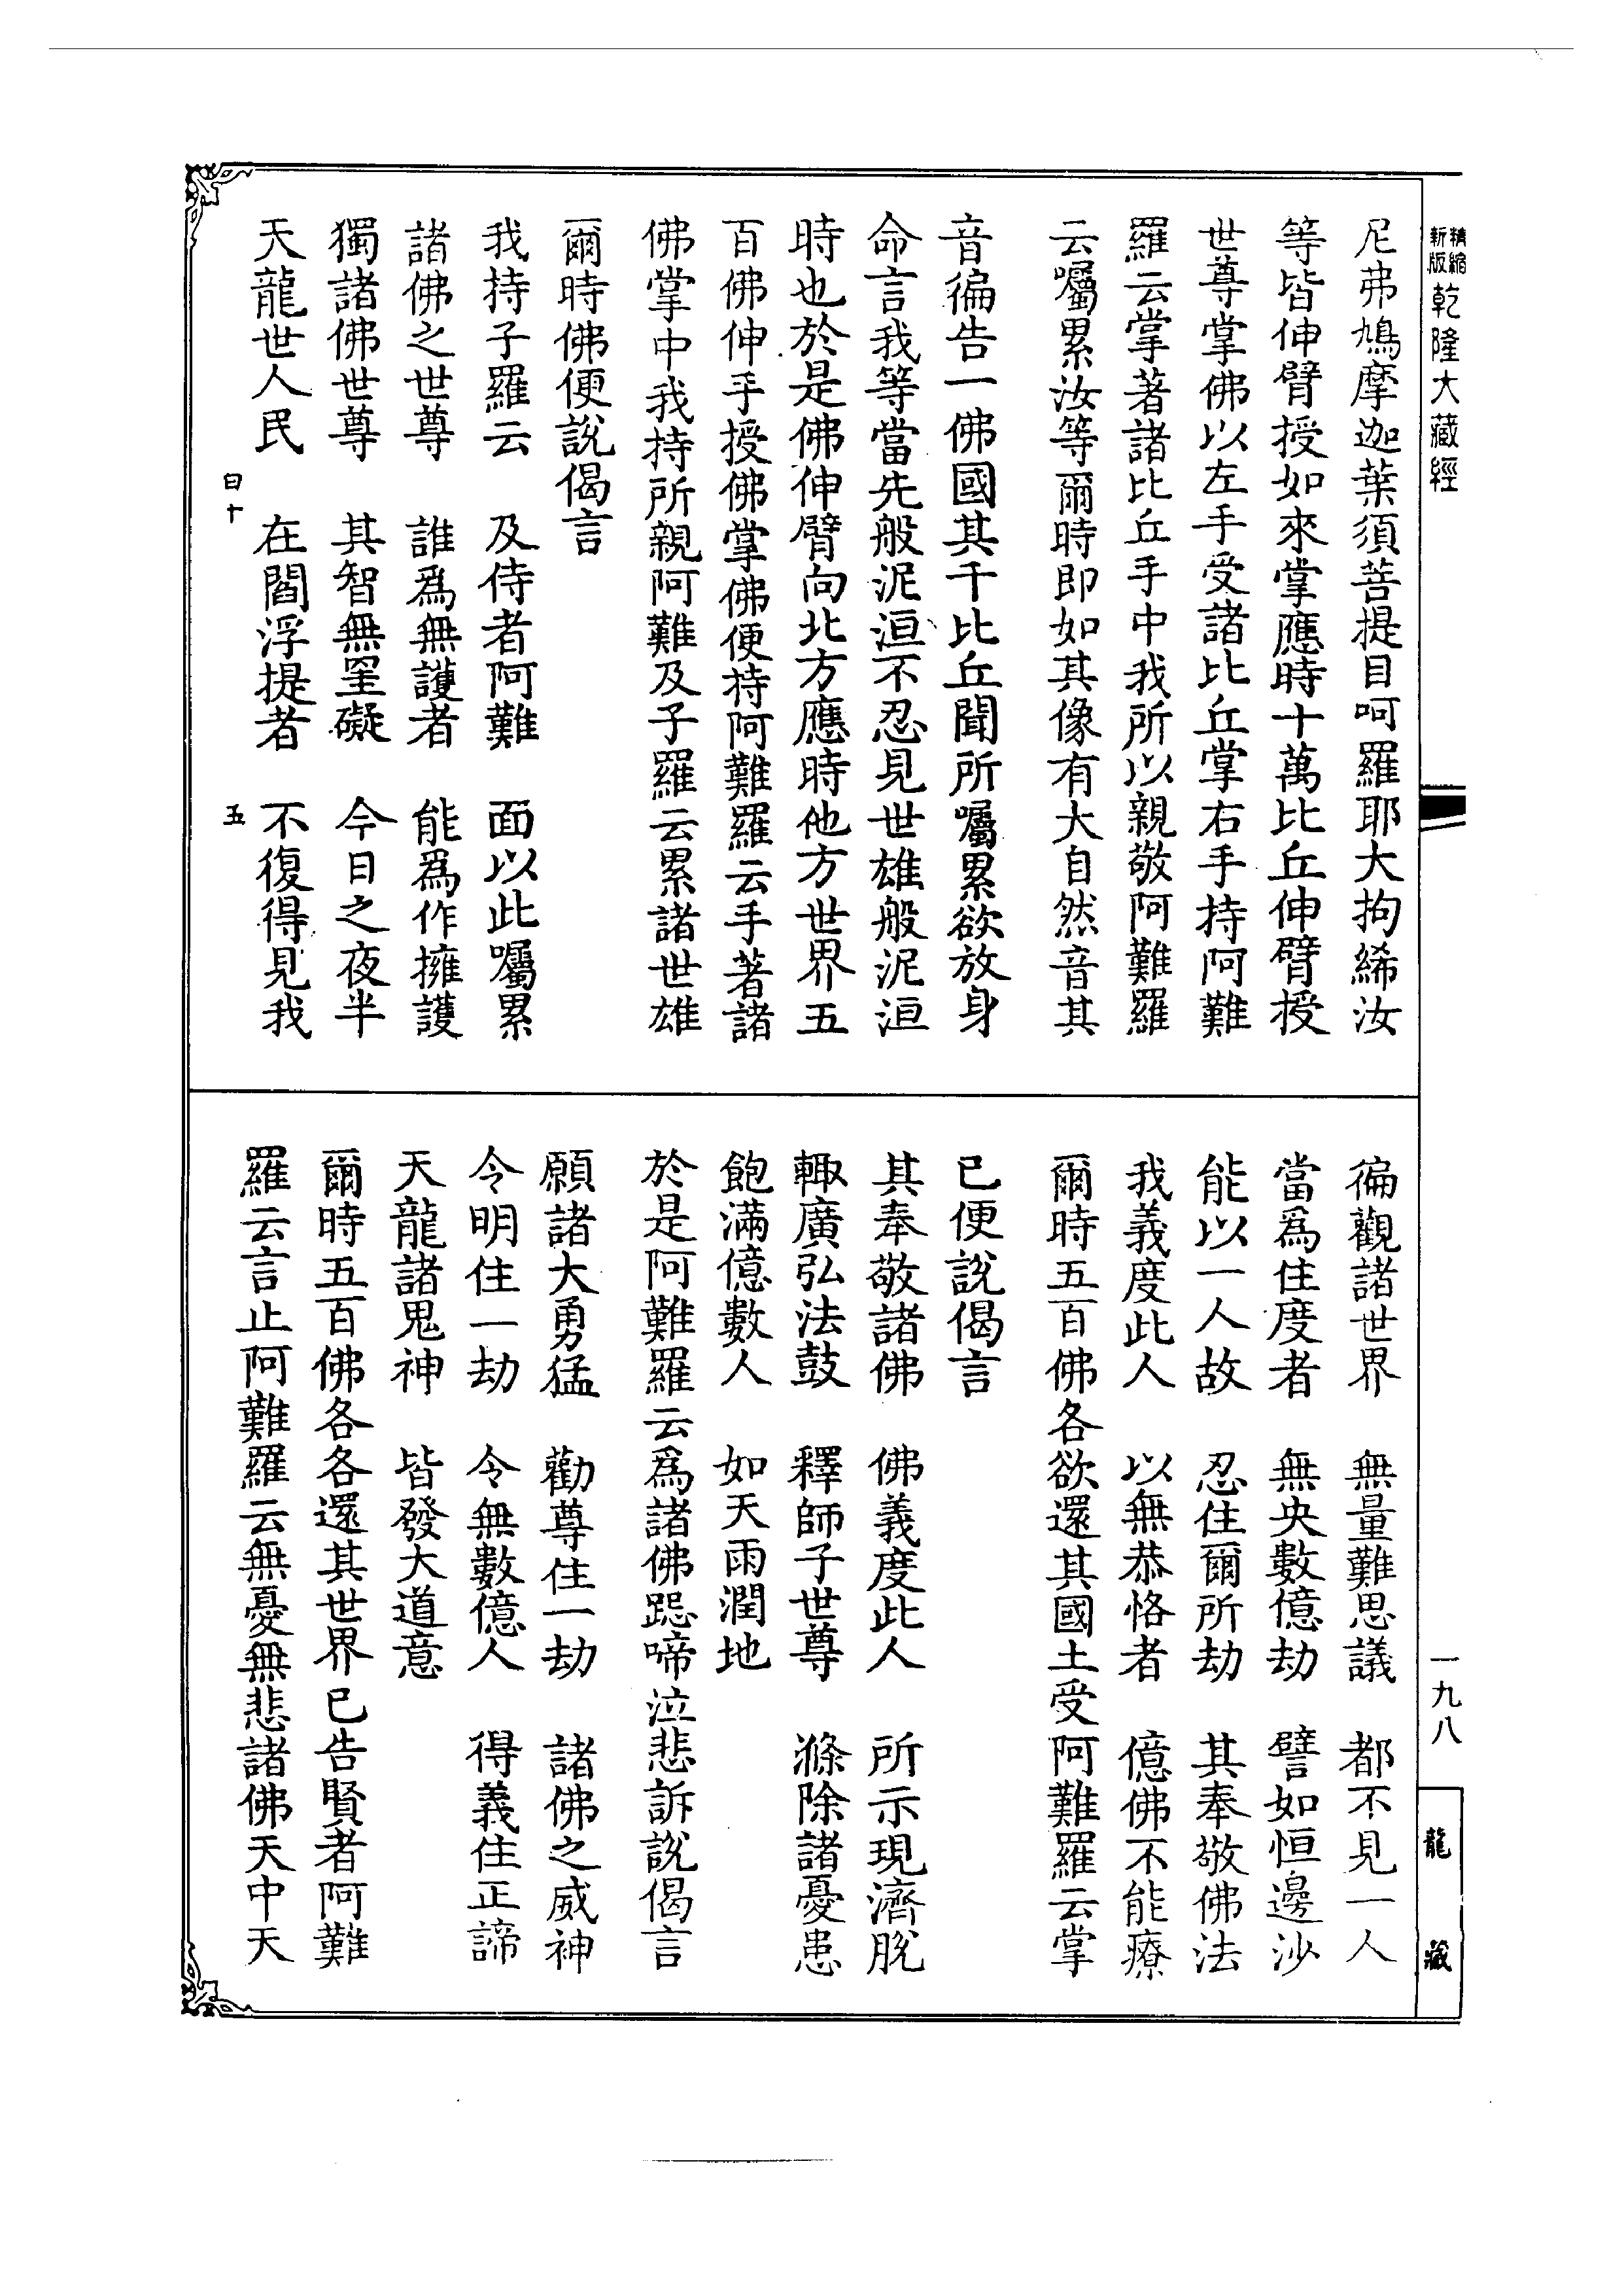 精縮新版乾隆大藏經
尼弗鳩摩迦葉須菩提目呵羅耶大拘絺汝
等皆伸臂授如來掌應時十萬比丘伸臂授
世尊掌佛以左手受諸比丘掌右手持阿難
羅云掌著諸比丘手中我所以親敬阿難羅
云囑累汝等爾時即如其像有大自然音其
音徧告一佛國其千比丘聞所囑累欲放身
命言我等當先般泥洹不忍見世雄般泥洹
時也於是佛伸臂向北方應時他方世界五
百佛伸手授佛掌佛便持阿難羅云手著諸
佛掌中我持所親阿難及子羅云累諸世雄
爾時佛便說偈言
我持子羅云 及侍者阿難 面以此囑累
諸佛之世尊 誰爲無護者 能爲作擁護
獨諸佛世尊 其智無罣礙 今日之夜半
天龍世人民 在閻浮提者 不復得見我
曰十 五
徧觀諸世界 無量難思議 都不見一人
當爲住度者 無央數億劫 譬如恒邊沙
能以一人故 忍住爾所劫 其奉敬佛法
我義度此人 以無恭恪者 億佛不能療
爾時五百佛各欲還其國土受阿難羅云掌
已便說偈言
其奉敬諸佛 佛義度此人 所示現濟脫
輙廣弘法鼓 釋師子世尊 滌除諸憂患
飽滿億數人 如天雨潤地
於是阿難羅云爲諸佛跽啼泣悲訴說偈言
願諸大勇猛 勸尊住一劫 諸佛之威神
令明住一劫 令無數億人 得義住正諦
天龍諸鬼神 皆發大道意
爾時五百佛各各還其世界已告賢者阿難
羅云言止阿難羅云無憂無悲諸佛天中天
一九八
龍藏